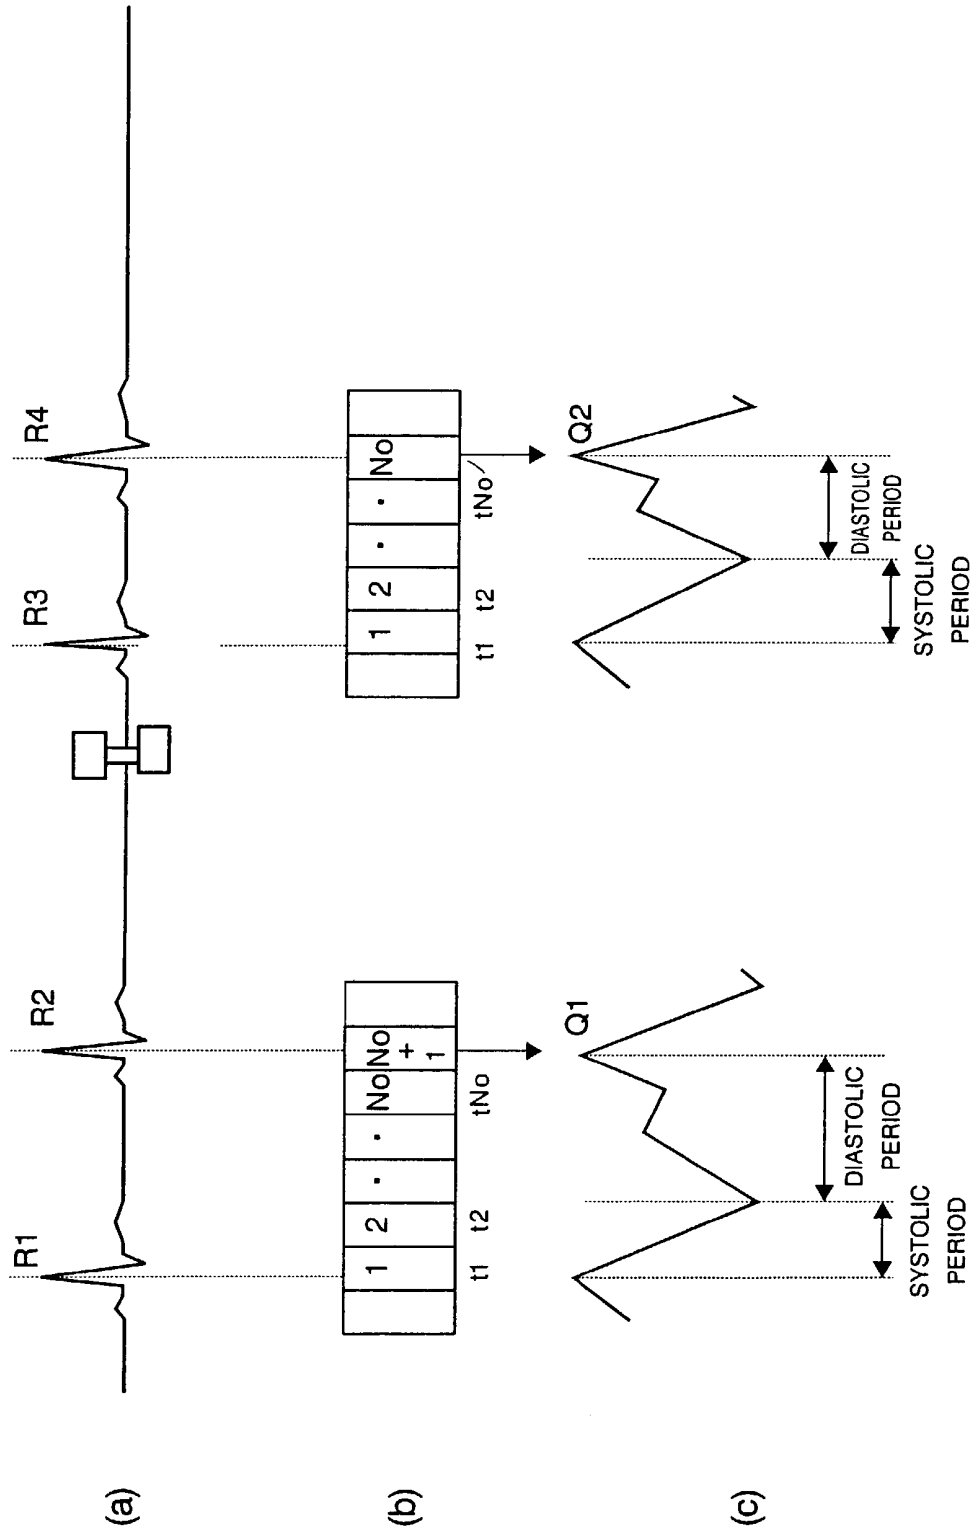 (a)
R1
R2
R3
R4
(b)
1
2
.
.
No
No
+
1
t1
t2
tNo
1
2
.
.
No
t1
t2
tNo
(c)
Q1
Q2
DIASTOLIC
PERIOD
SYSTOLIC
PERIOD
DIASTOLIC
PERIOD
SYSTOLIC
PERIOD